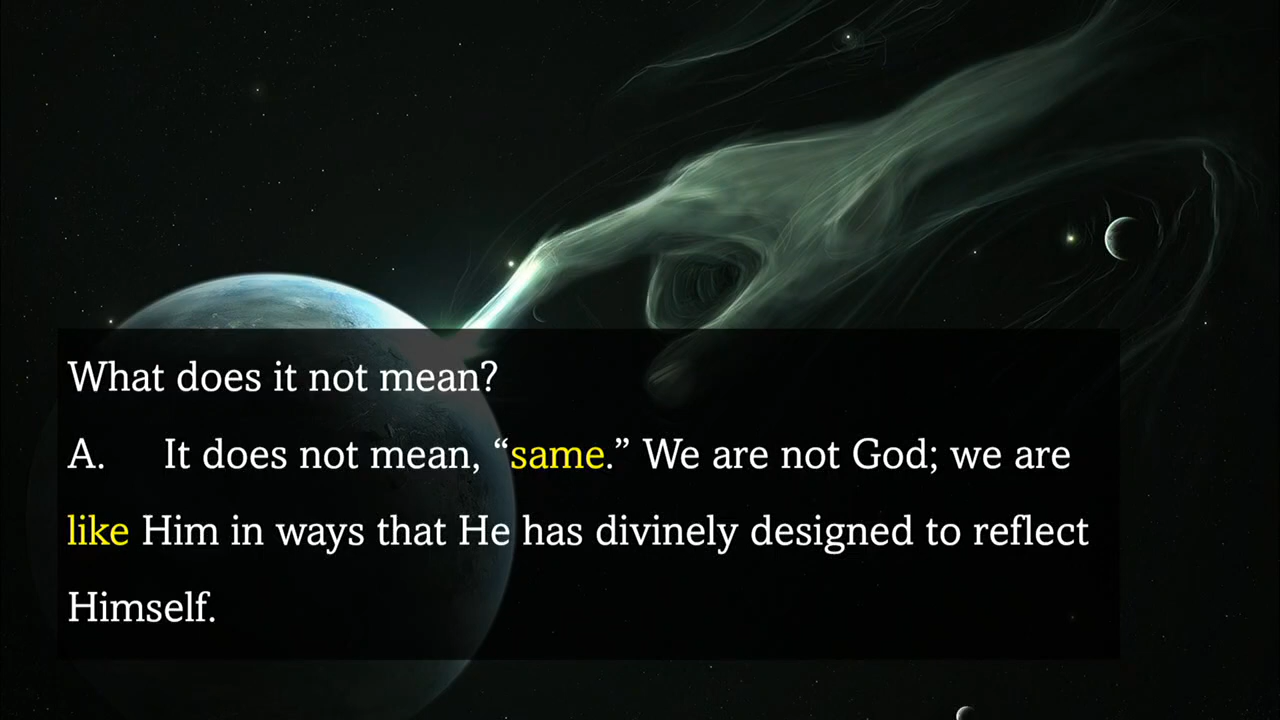 What does it not mean?
A. It does not mean, “same.” We are not God; we are
like Him in ways that He has divinely designed to reflect
Himself.